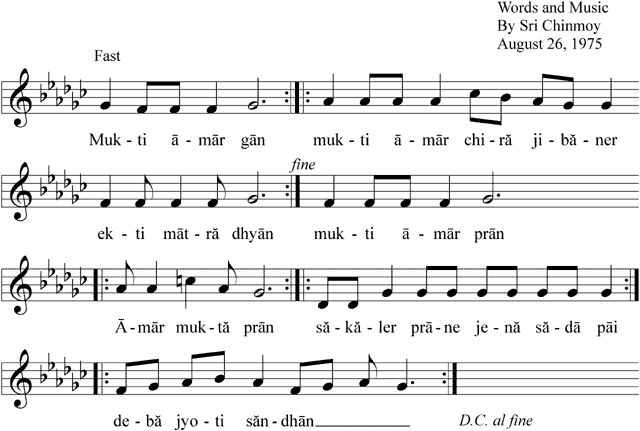 Words and Music
By Sri Chinmoy
August 26, 1975
Fast
Muk - ti ā - mār gān muk - ti ā - mār chi - ră ji - bă - ner
fine
ek - ti māt - ră dhyān muk - ti ā - mār prān
Ā - mār muk - tă prān să - kă - ler prā - ne je - nă să - dā pāi
de - bă jyo - ti săn - dhān
D.C. al fine